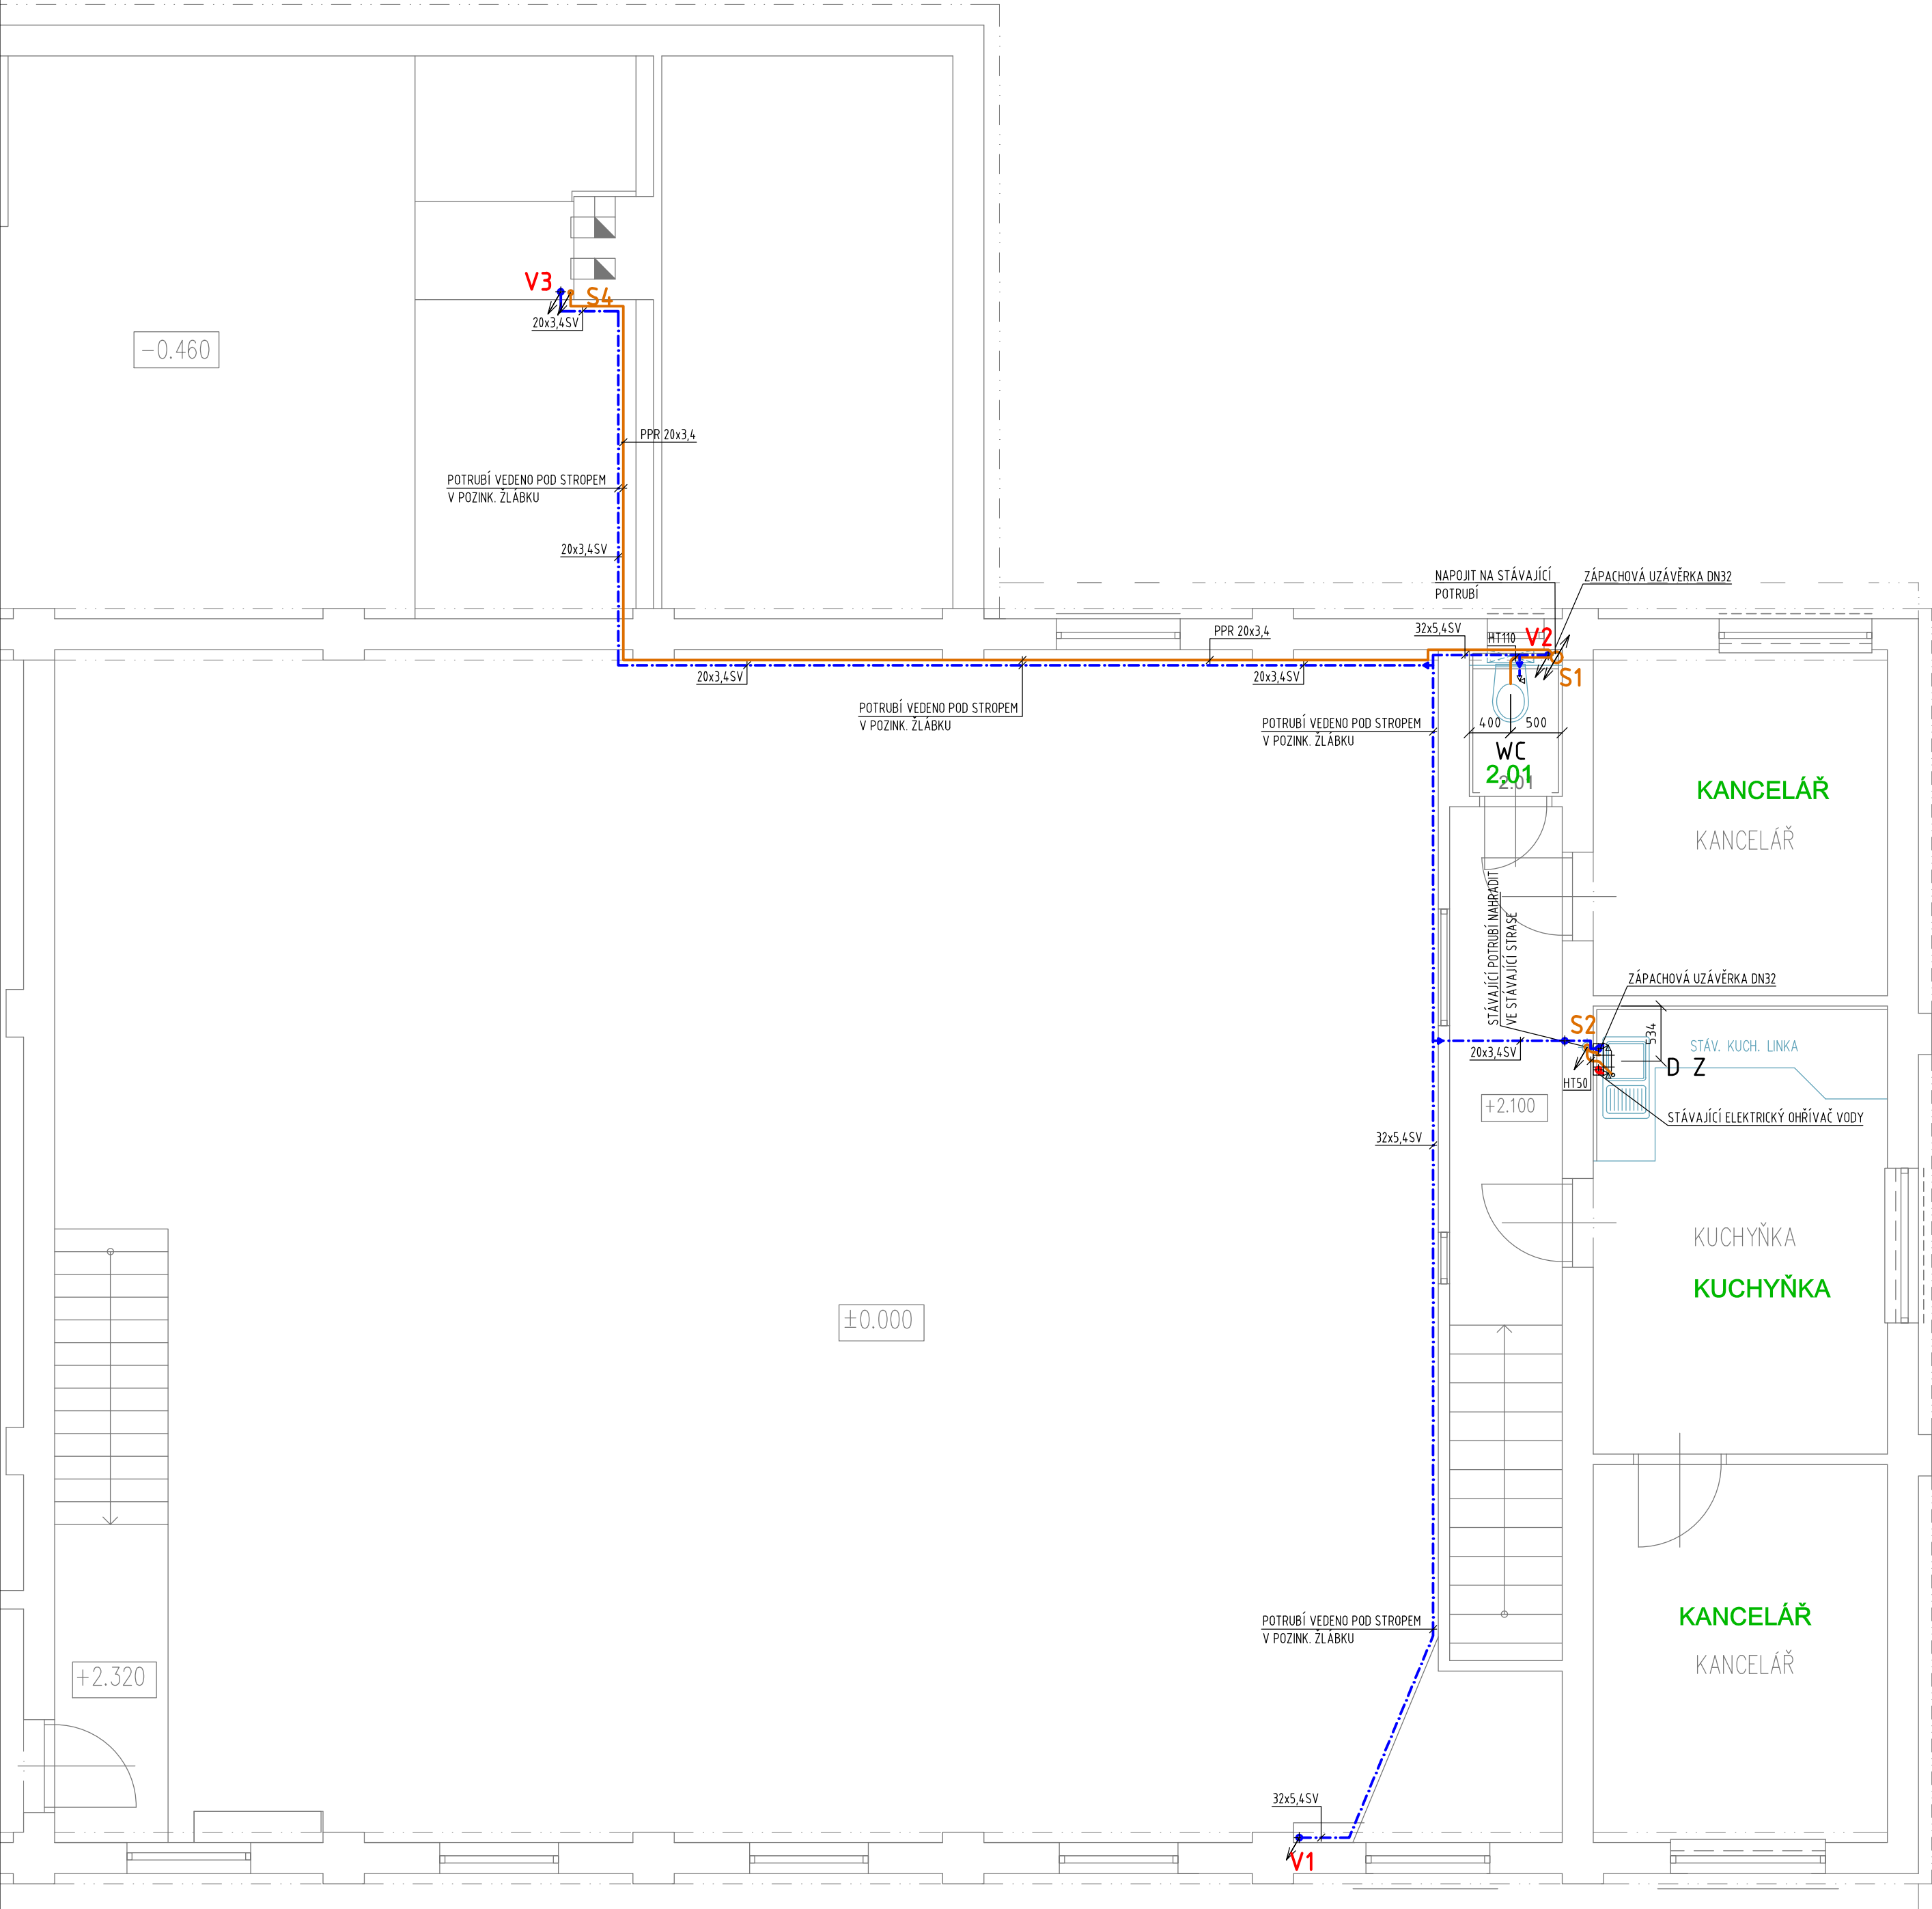 V3
S4
20x3,4SV
-0.460
PPR 20x3,4
POTRUBÍ VEDENO POD STROPEM
V POZINK. ŽLÁBKU
20x3,4SV
NAPOJIT NA STÁVAJÍCÍ
POTRUBÍ
ZÁPACHOVÁ UZÁVĚRKA DN32
PPR 20x3,4
32x5,4SV
HT110
V2
S1
20x3,4SV
20x3,4SV
POTRUBÍ VEDENO POD STROPEM
V POZINK. ŽLÁBKU
POTRUBÍ VEDENO POD STROPEM
V POZINK. ŽLÁBKU
400
500
WC
2.01
2.01
KANCELÁŘ
KANCELÁŘ
STÁVAJÍCÍ POTRUBÍ NAHRADIT
VE STÁVAJÍCÍ STRASE
ZÁPACHOVÁ UZÁVĚRKA DN32
S2
534
STÁV. KUCH. LINKA
20x3,4SV
D Z
HT50
+2.100
STÁVAJÍCÍ ELEKTRICKÝ OHŘÍVAČ VODY
32x5,4SV
KUCHYŇKA
KUCHYŇKA
±0.000
KANCELÁŘ
POTRUBÍ VEDENO POD STROPEM
V POZINK. ŽLÁBKU
KANCELÁŘ
+2.320
32x5,4SV
V1